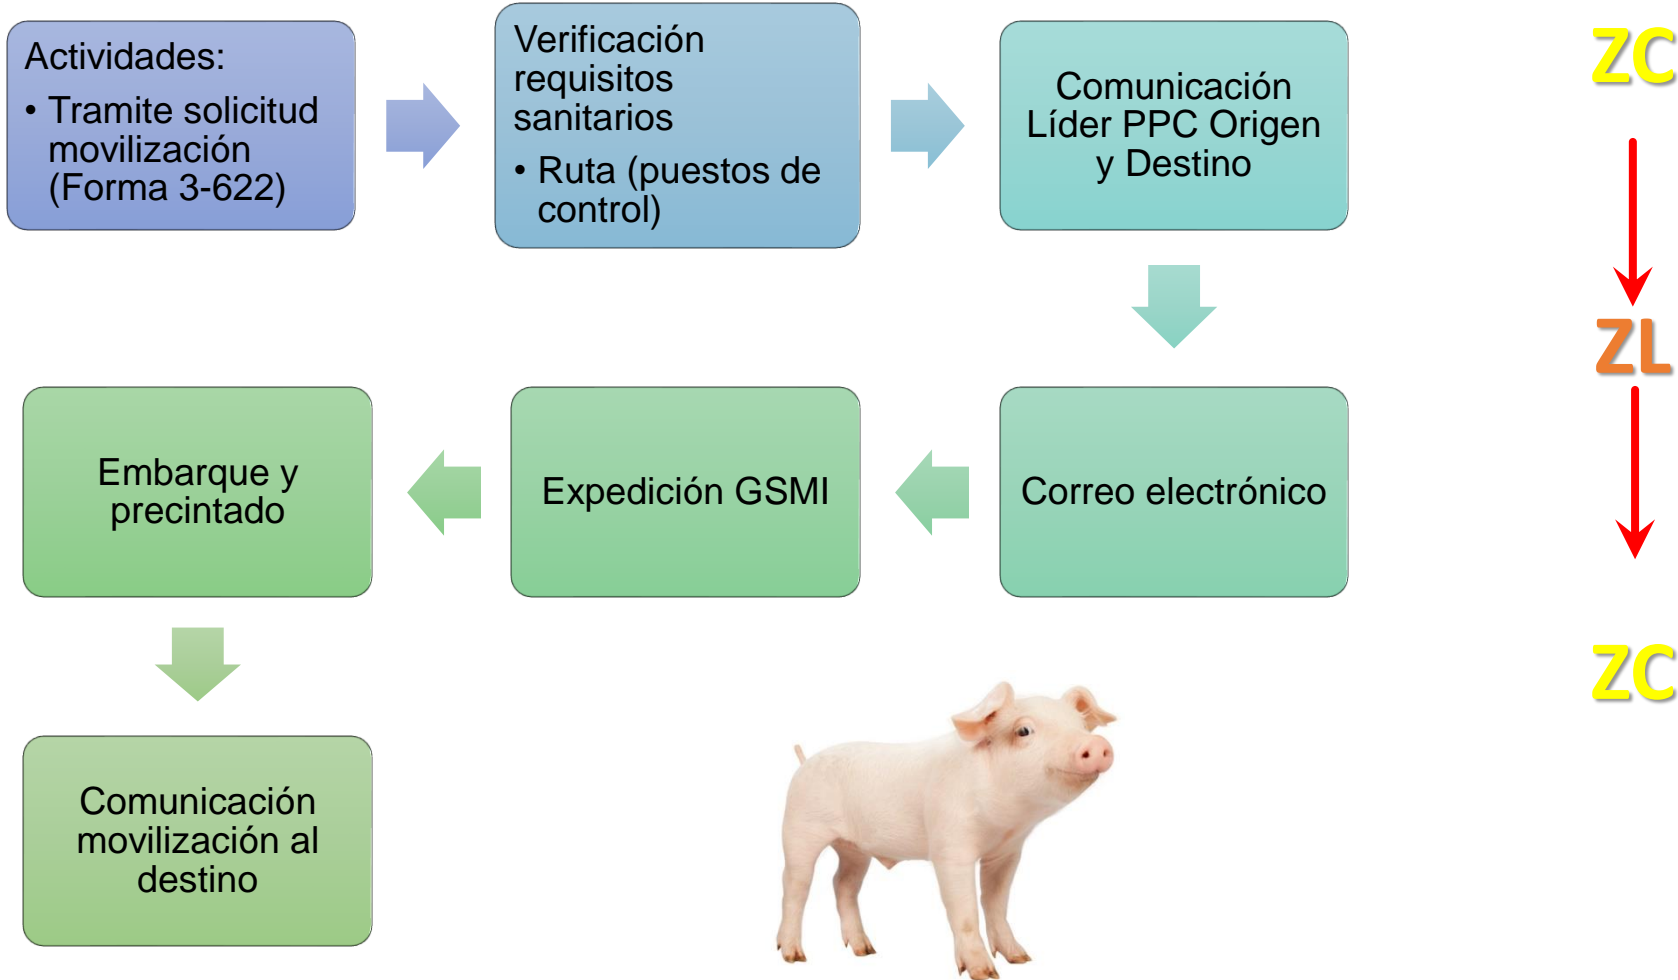 Actividades:
• Tramite solicitud
movilización
(Forma 3-622)
Verificación
requisitos
sanitarios
• Ruta (puestos de
control)
Comunicación
Líder PPC Origen
y Destino
Correo electrónico
Expedición GSMI
Embarque y
precintado
Comunicación
movilización al
destino
ZC
ZL
ZC